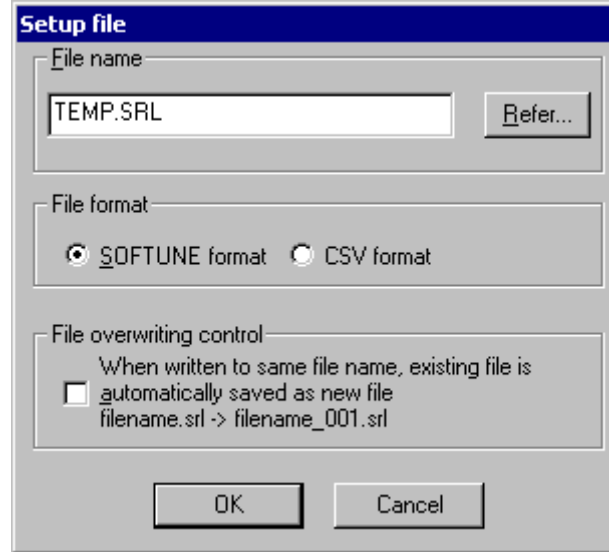 Setup file
File name
TEMP.SRL
Refer...
File format
SOFTUNE format
CSV format
File overwriting control
When written to same file name, existing file is
automatically saved as new file
filename.srl -> filename_001.srl
OK
Cancel